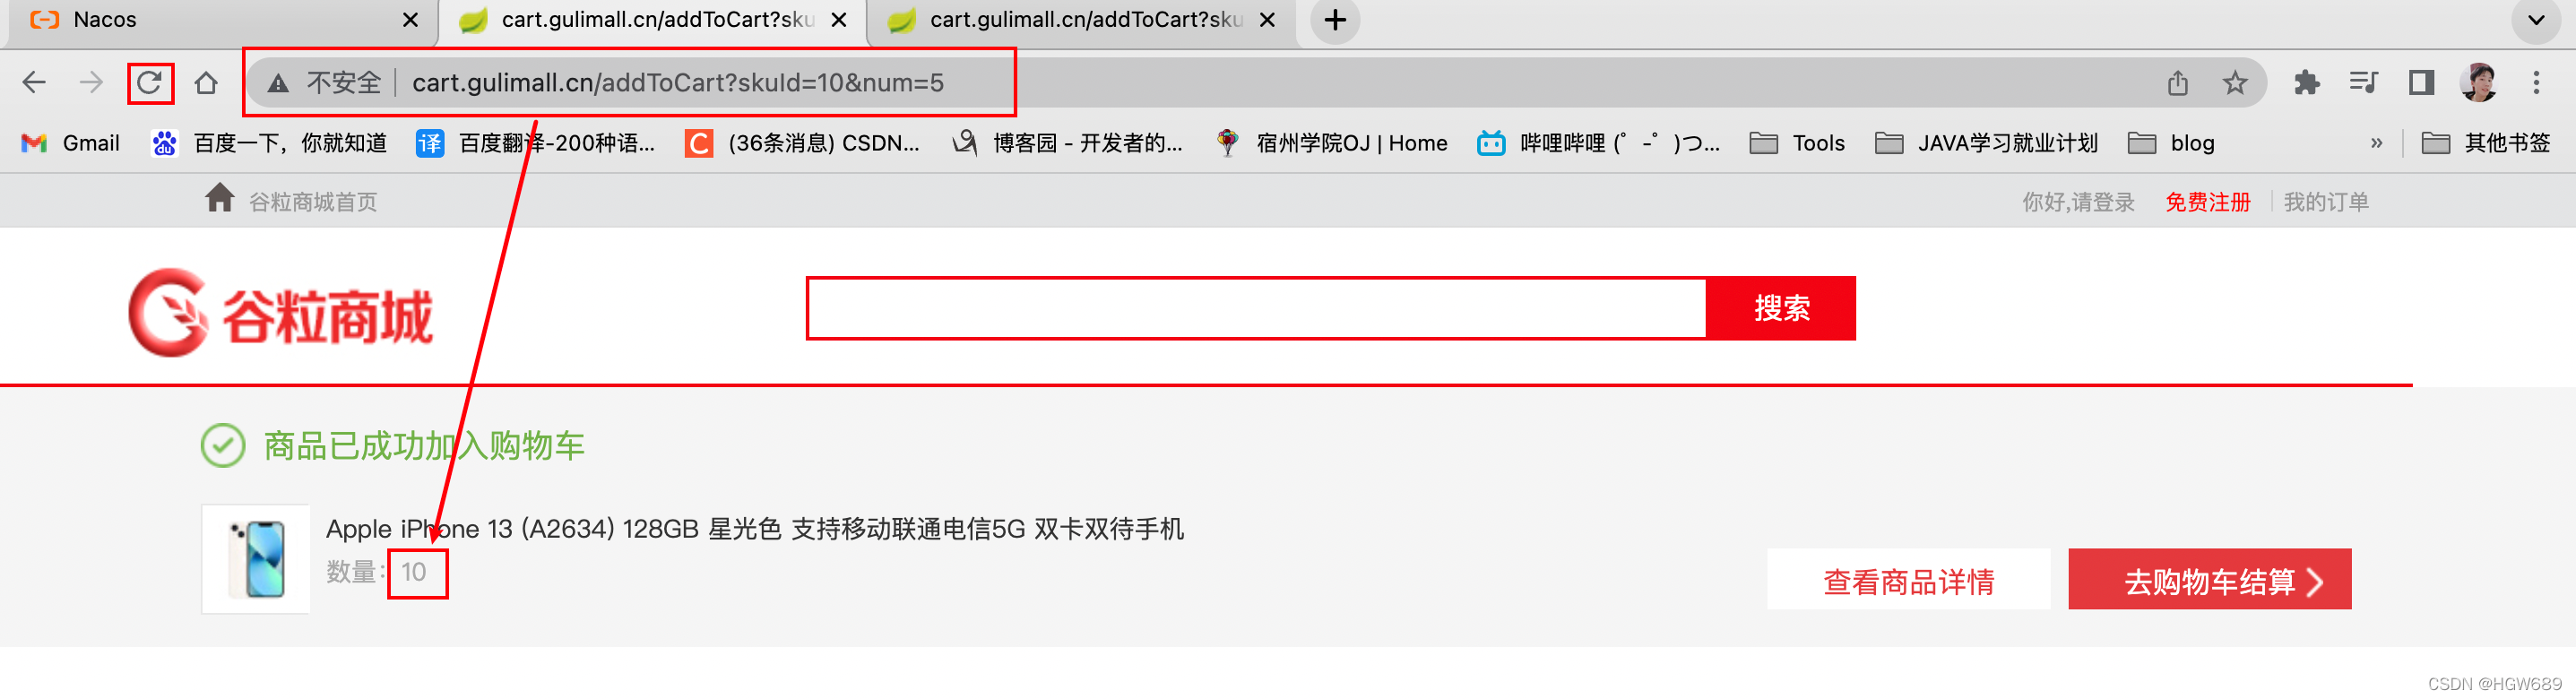 Nacos
cart.gulimall.cn/addToCart?sku
cart.gulimall.cn/addToCart?sku
不安全 cart.gulimall.cn/addToCart?skuId=10&num=5
Gmail 百度一下，你就知道 译 百度翻译-200种语... (36条消息) CSDN... 博客园 - 开发者的... 宿州学院OJ | Home 哔哩哔哩 (゜-゜)つ... Tools JAVA学习就业计划 blog » 其他书签
谷粒商城首页 你好,请登录 免费注册 我的订单
谷粒商城 搜索
商品已成功加入购物车
Apple iPhone 13 (A2634) 128GB 星光色 支持移动联通电信5G 双卡双待手机
数量：10
查看商品详情 去购物车结算
CSDN @HGW689